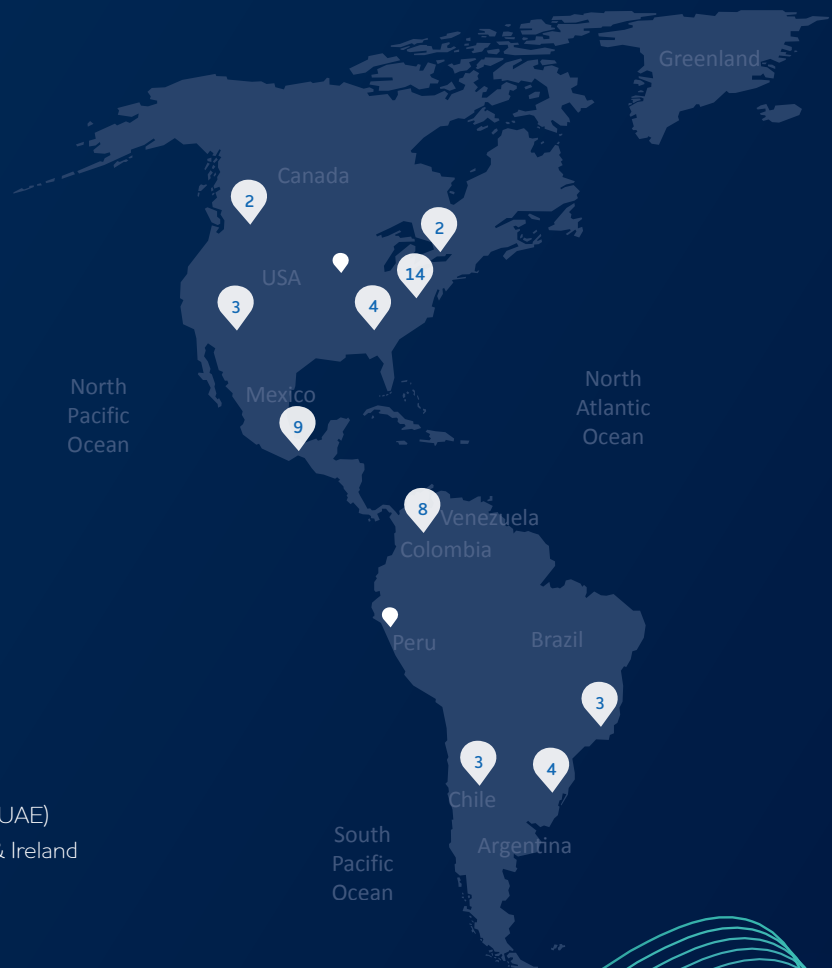 Greenland
Canada
2
2
14
USA
3
4
Mexico
9
North
Pacific
Ocean
North
Atlantic
Ocean
8
Venezuela
Colombia
Peru
Brazil
3
3
4
Chile
Argentina
UAE)
& Ireland
South
Pacific
Ocean